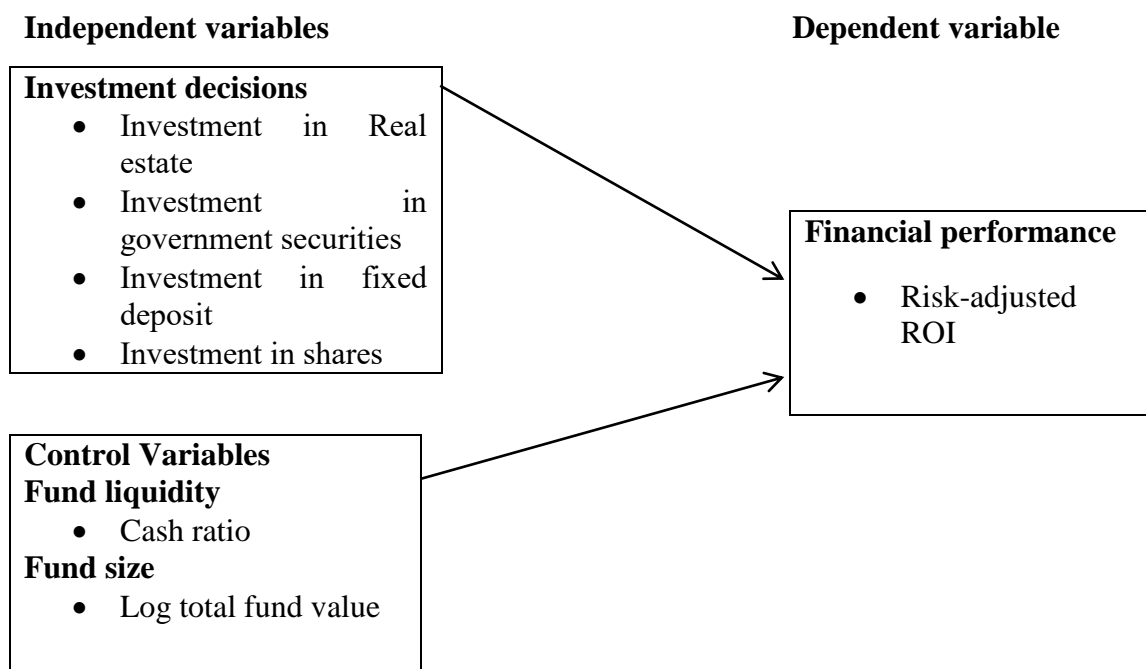 Independent variables
Dependent variable
Investment decisions
• Investment in Real
estate
• Investment in
government securities
• Investment in fixed
deposit
• Investment in shares
Financial performance
• Risk-adjusted
ROI
Control Variables
Fund liquidity
• Cash ratio
Fund size
• Log total fund value